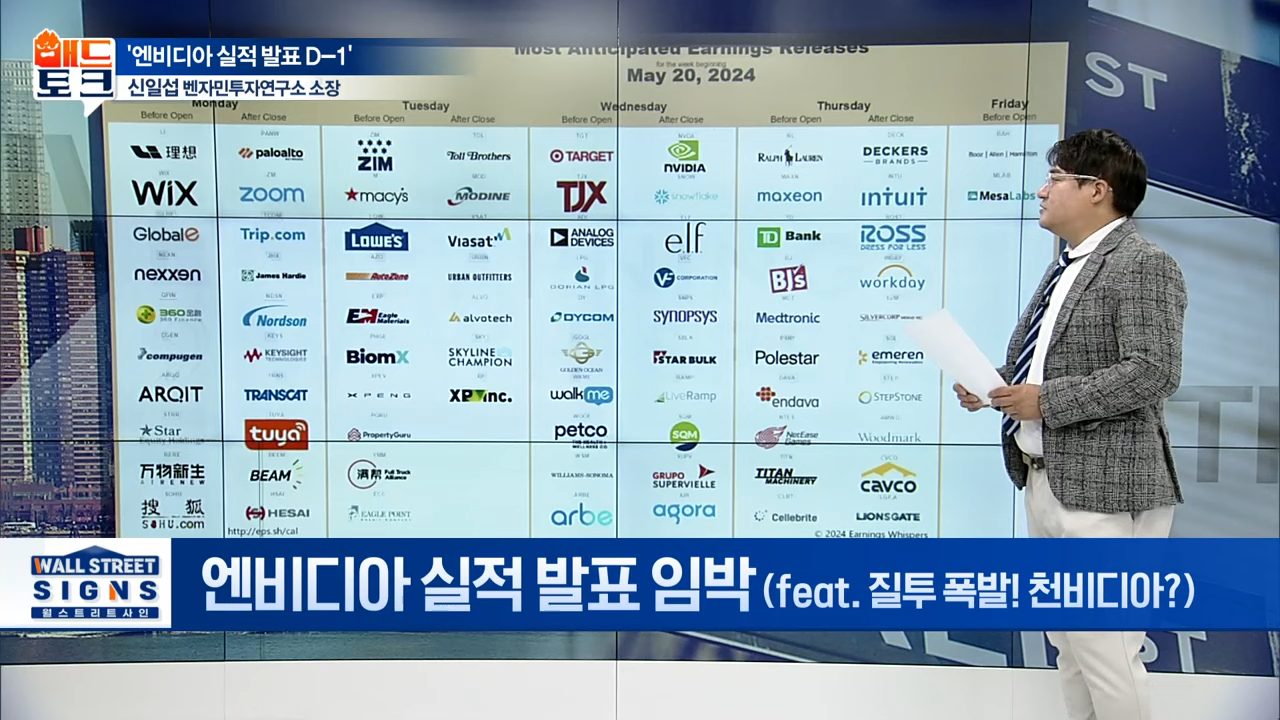 빼드
토크
'엔비디아 실적 발표 D-1'
신일섭 벤자민투자연구소 소장
Most Anticipated Earnings Releases
for the week beginning
May 20, 2024
Monday Tuesday Wednesday Thursday Friday
Before Open After Close Before Open After Close Before Open After Close Before Open After Close Before Open
理想 paloalto ZIM Toll Brothers TARGET NVIDIA RALPH LAUREN DECKERS BRANDS Booz | Allen | Hamilton
WiX zoom macy's MODINE TJX snowflake maxeon INTUIT MesaLabs
Globale Trip.com LOWE'S Viasat ANALOG DEVICES elf TD Bank ROSS DRESS FOR LESS
nexxen James Hardie AutoZone URBAN OUTFITTERS DORIAN LPG VF CORPORATION BJ's workday
360 Nordson Eagle Materials alvotech DYCOM SYNOPSYS Medtronic SILVERCORP
compugen KEYSIGHT TECHNOLOGIES BiomX SKYLINE CHAMPION GOLDEN OCEAN STAR BULK Polestar emeren
ARQIT TRANSCAT XPENG XP inc. walkme LiveRamp endava STEPSTONE
Star Equity Holdings tuya PropertyGuru petco SQM NetEase Games Woodmark
万物新生 AIRENEW BEAM 满帮 Full Truck Alliance WILLIAMS-SONOMA GRUPO SUPERVIELLE TITAN MACHINERY CAVCO
搜狐 SOHU.com HESAI EAGLE POINT arbe agora Cellebrite LIONSGATE
http://eps.sh/cal
© 2024 Earnings Whispers
ST
WALL STREET
SIGNS
월스트리트사인
엔비디아 실적 발표 임박 (feat. 질투 폭발! 천비디아?)